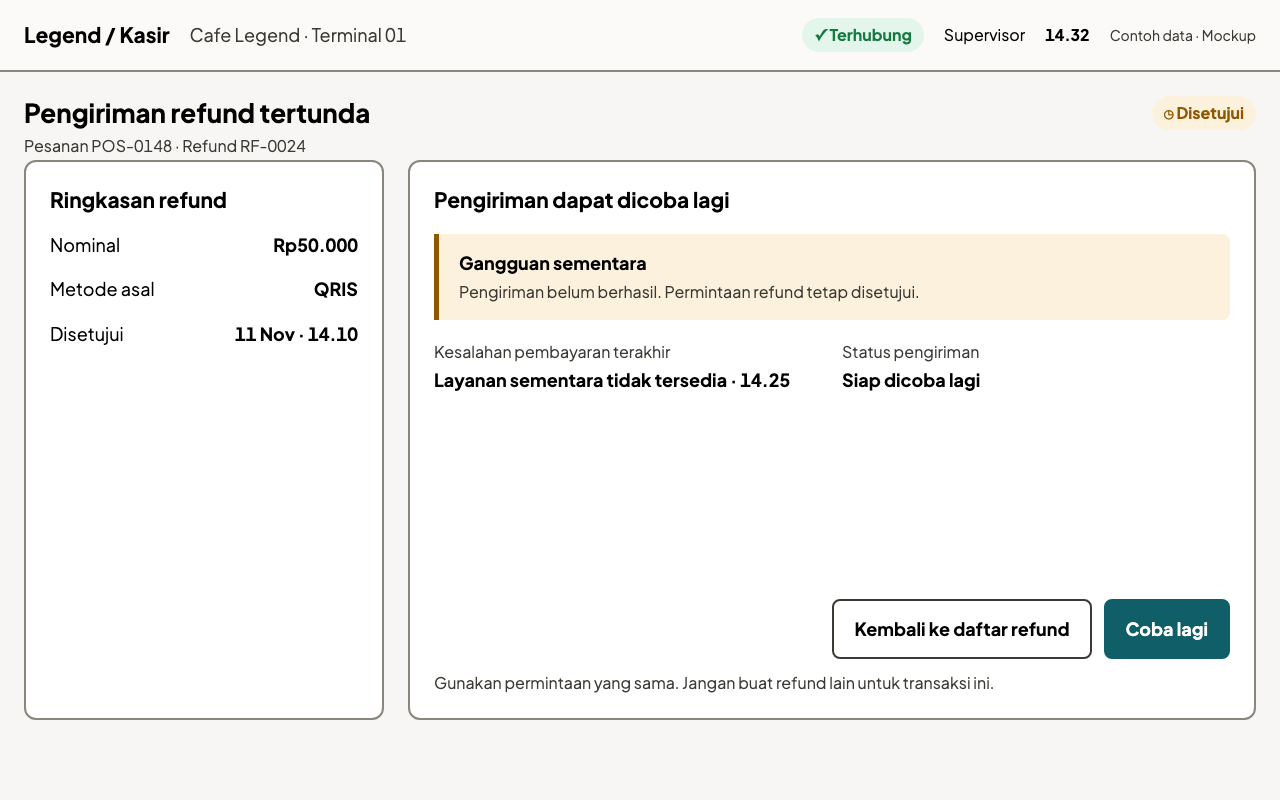 Legend / Kasir
Cafe Legend · Terminal 01
✓Terhubung
Supervisor
14.32
Contoh data · Mockup
Pengiriman refund tertunda
◷ Disetujui
Pesanan POS-0148 · Refund RF-0024
Ringkasan refund
Nominal Rp50.000
Metode asal QRIS
Disetujui 11 Nov · 14.10
Pengiriman dapat dicoba lagi
Gangguan sementara
Pengiriman belum berhasil. Permintaan refund tetap disetujui.
Kesalahan pembayaran terakhir
Layanan sementara tidak tersedia · 14.25
Status pengiriman
Siap dicoba lagi
Kembali ke daftar refund
Coba lagi
Gunakan permintaan yang sama. Jangan buat refund lain untuk transaksi ini.